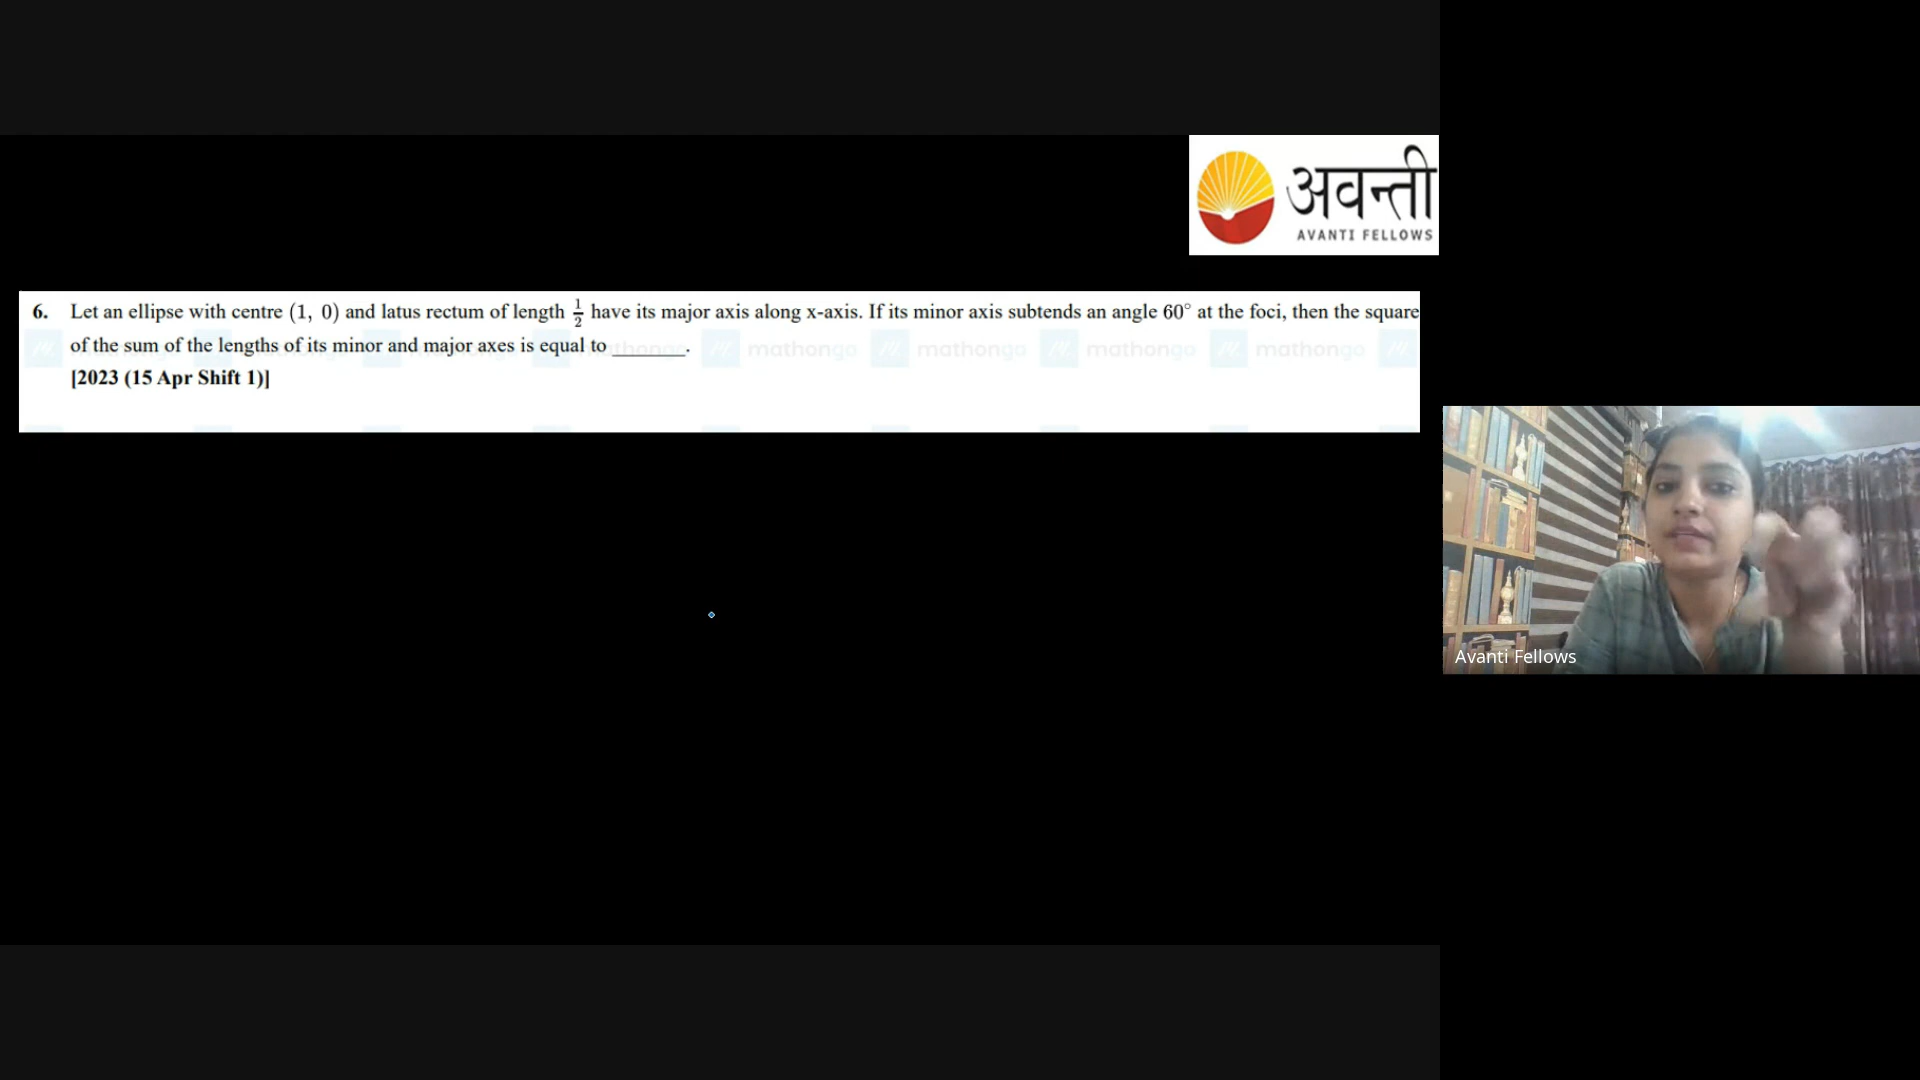 अवन्ती
AVANTI FELLOWS
6. Let an ellipse with centre (1, 0) and latus rectum of length 1/2 have its major axis along x-axis. If its minor axis subtends an angle 60° at the foci, then the square
of the sum of the lengths of its minor and major axes is equal to ________.
mathongo mathongo mathongo mathongo
[2023 (15 Apr Shift 1)]
Avanti Fellows